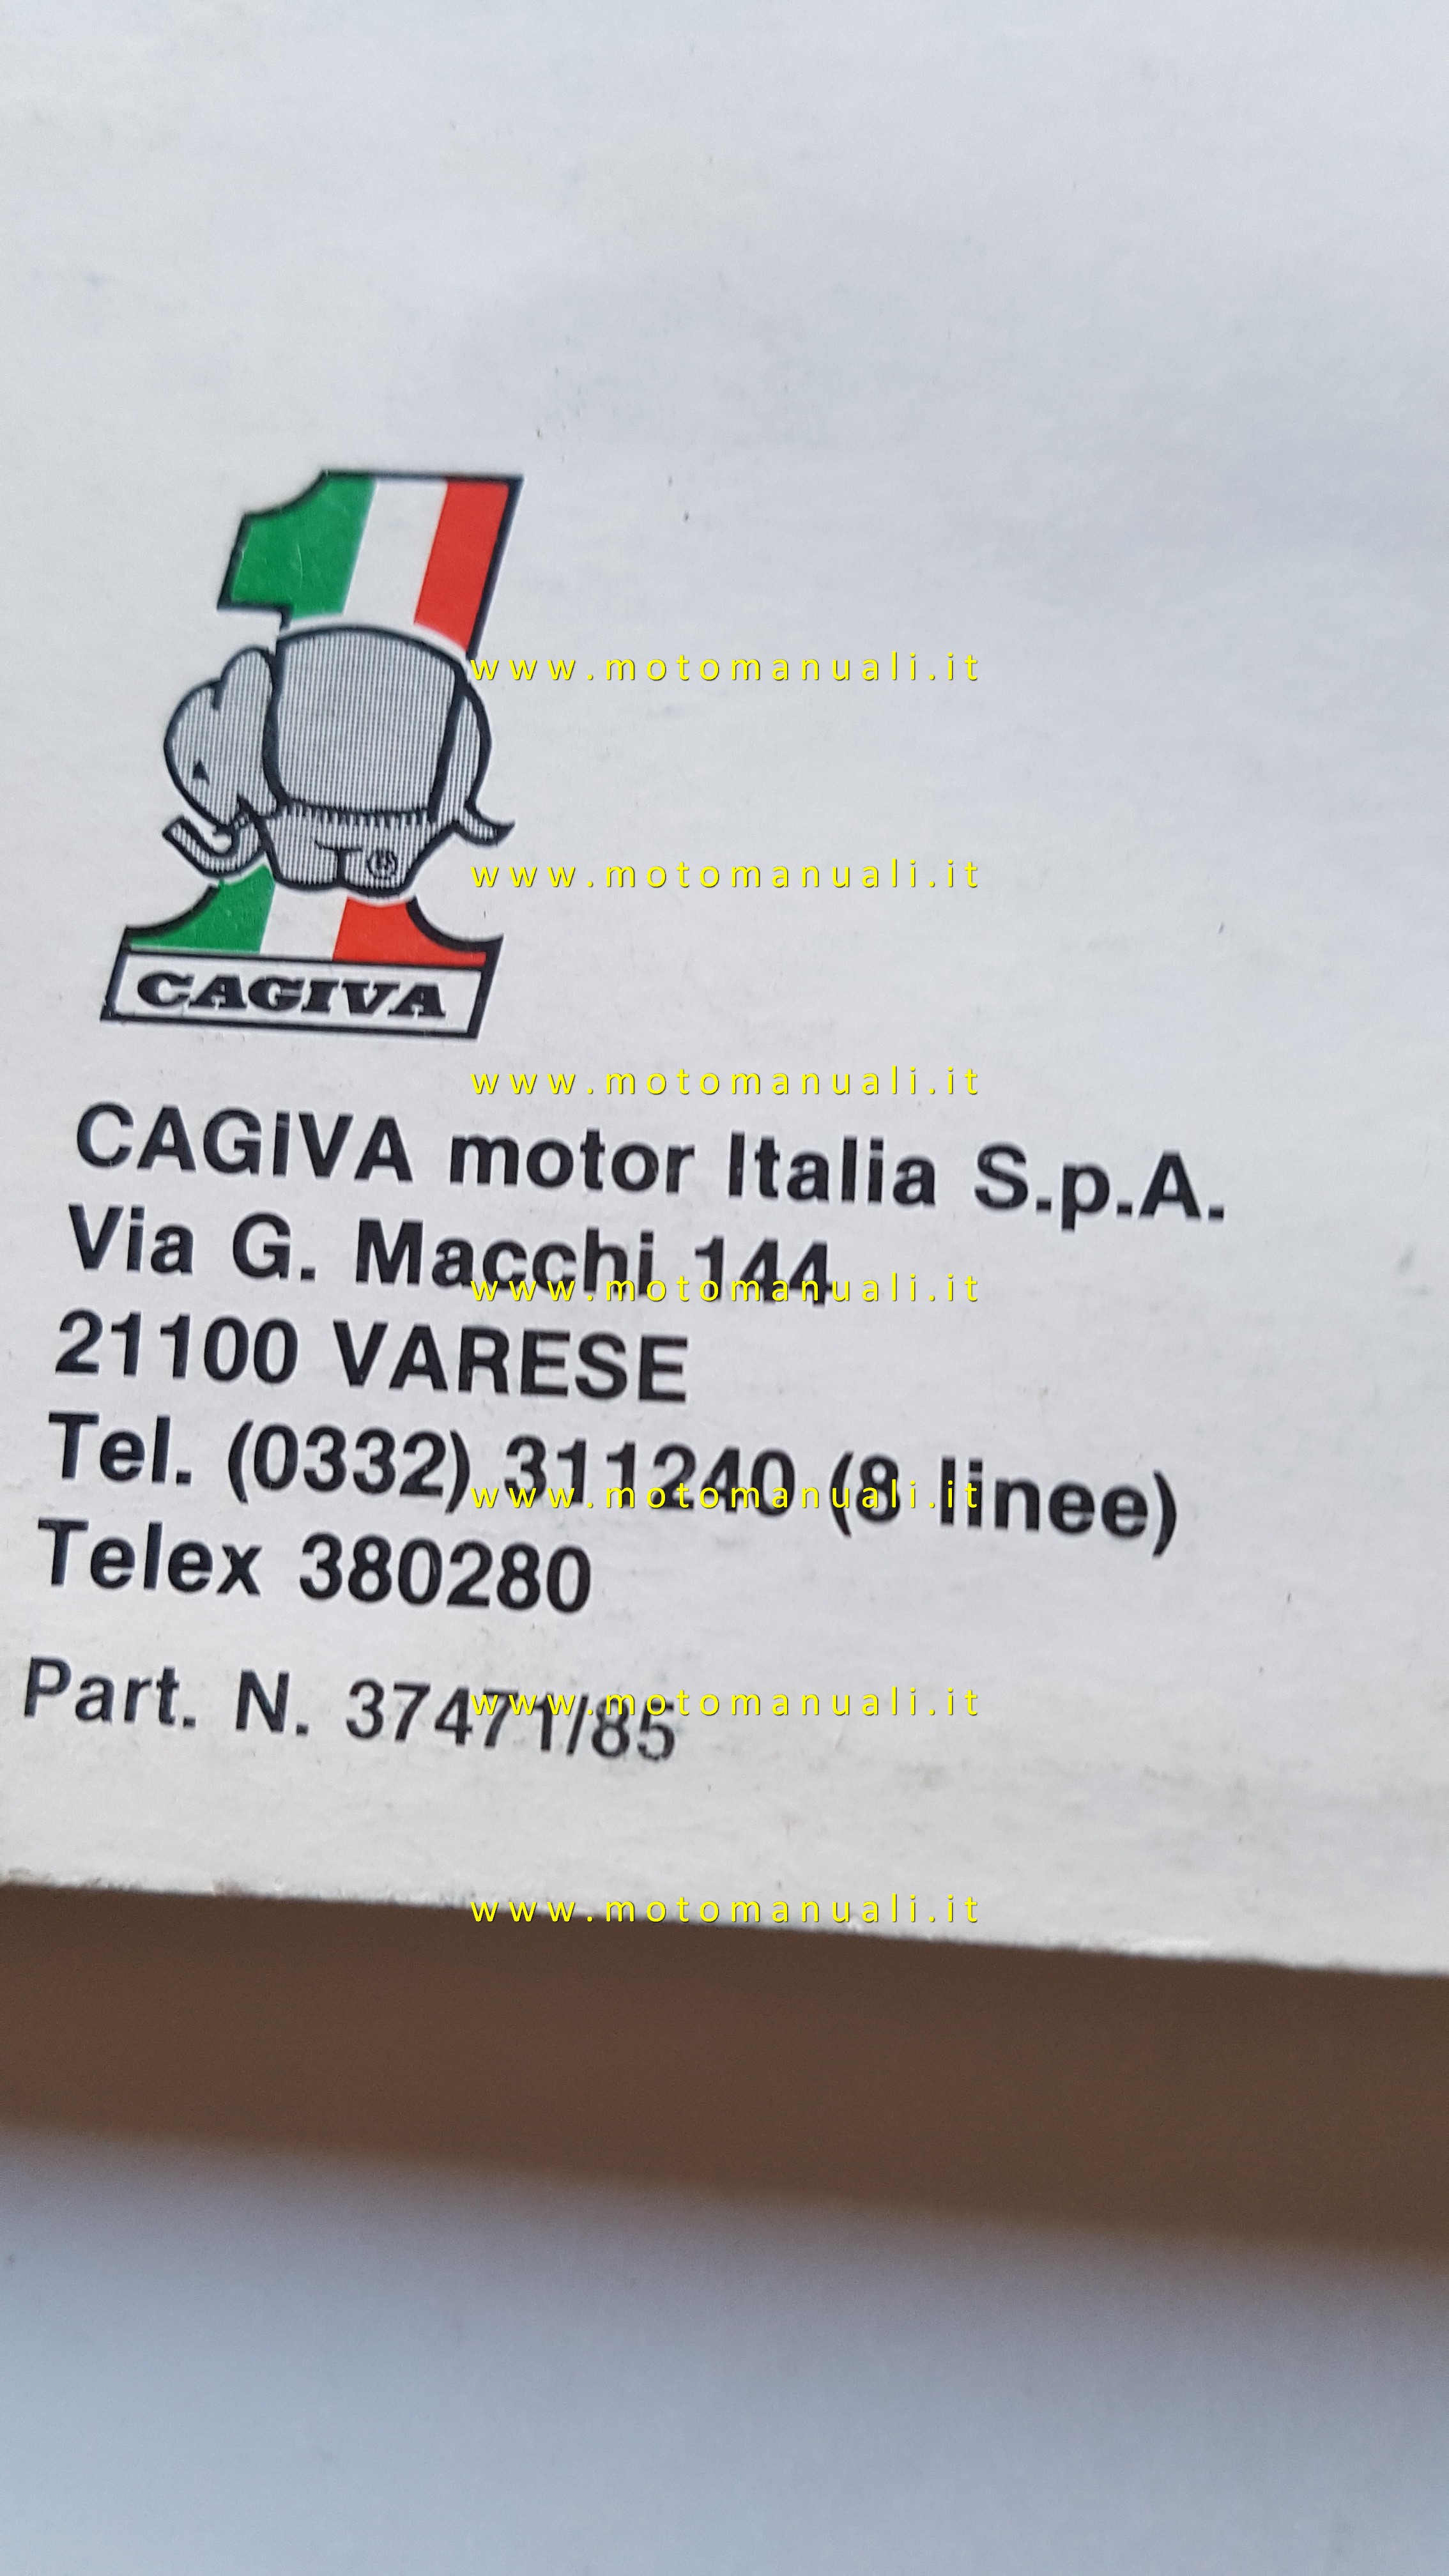 www.motomanuali.it
www.motomanuali.it
CAGIVA
www.motomanuali.it
CAGIVA motor Italia S.p.A.
Via G. Macchi 144
www.motomanuali.it
21100 VARESE
Tel. (0332) 311240 (8 linee)
www.motomanuali.it
Telex 380280
Part. N. 37471/85
www.motomanuali.it
www.motomanuali.it